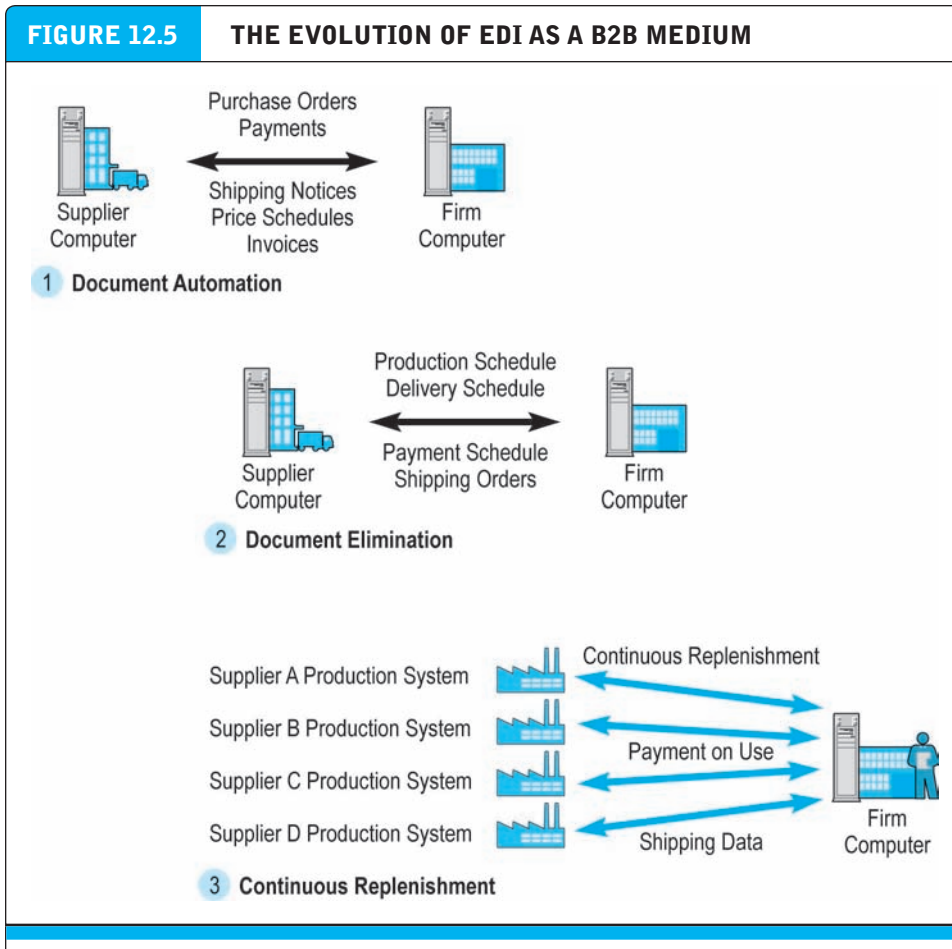 FIGURE 12.5 THE EVOLUTION OF EDI AS A B2B MEDIUM
Purchase Orders
Payments
Shipping Notices
Price Schedules
Invoices
Supplier
Computer
Firm
Computer
1 Document Automation
Production Schedule
Delivery Schedule
Payment Schedule
Shipping Orders
Supplier
Computer
Firm
Computer
2 Document Elimination
Continuous Replenishment
Supplier A Production System
Supplier B Production System
Payment on Use
Supplier C Production System
Supplier D Production System
Shipping Data
Firm
Computer
3 Continuous Replenishment